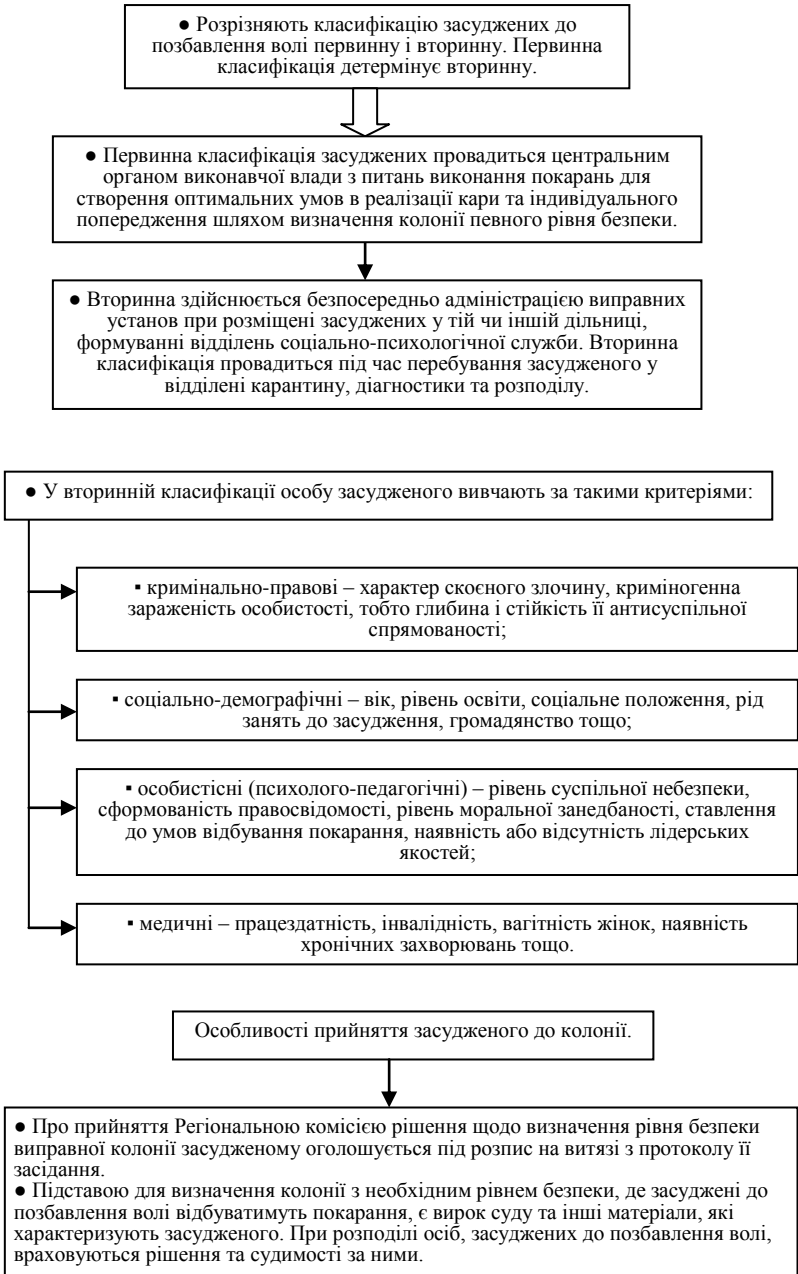 ● Розрізняють класифікацію засуджених до
позбавлення волі первинну і вторинну. Первинна
класифікація детермінує вторинну.
● Первинна класифікація засуджених провадиться центральним
органом виконавчої влади з питань виконання покарань для
створення оптимальних умов в реалізації кари та індивідуального
попередження шляхом визначення колонії певного рівня безпеки.
● Вторинна здійснюється безпосередньо адміністрацією виправних
установ при розміщені засуджених у тій чи іншій дільниці,
формуванні відділень соціально-психологічної служби. Вторинна
класифікація провадиться під час перебування засудженого у
відділені карантину, діагностики та розподілу.
● У вторинній класифікації особу засудженого вивчають за такими критеріями:
▪ кримінально-правові – характер скоєного злочину, криміногенна
зараженість особистості, тобто глибина і стійкість її антисуспільної
спрямованості;
▪ соціально-демографічні – вік, рівень освіти, соціальне положення, рід
занять до засудження, громадянство тощо;
▪ особистісні (психолого-педагогічні) – рівень суспільної небезпеки,
сформованість правосвідомості, рівень моральної занедбаності, ставлення
до умов відбування покарання, наявність або відсутність лідерських
якостей;
▪ медичні – працездатність, інвалідність, вагітність жінок, наявність
хронічних захворювань тощо.
Особливості прийняття засудженого до колонії.
● Про прийняття Регіональною комісією рішення щодо визначення рівня безпеки
виправної колонії засудженому оголошується під розпис на витязі з протоколу її
засідання.
● Підставою для визначення колонії з необхідним рівнем безпеки, де засуджені до
позбавлення волі відбуватимуть покарання, є вирок суду та інші матеріали, які
характеризують засудженого. При розподілі осіб, засуджених до позбавлення волі,
враховуються рішення та судимості за ними.